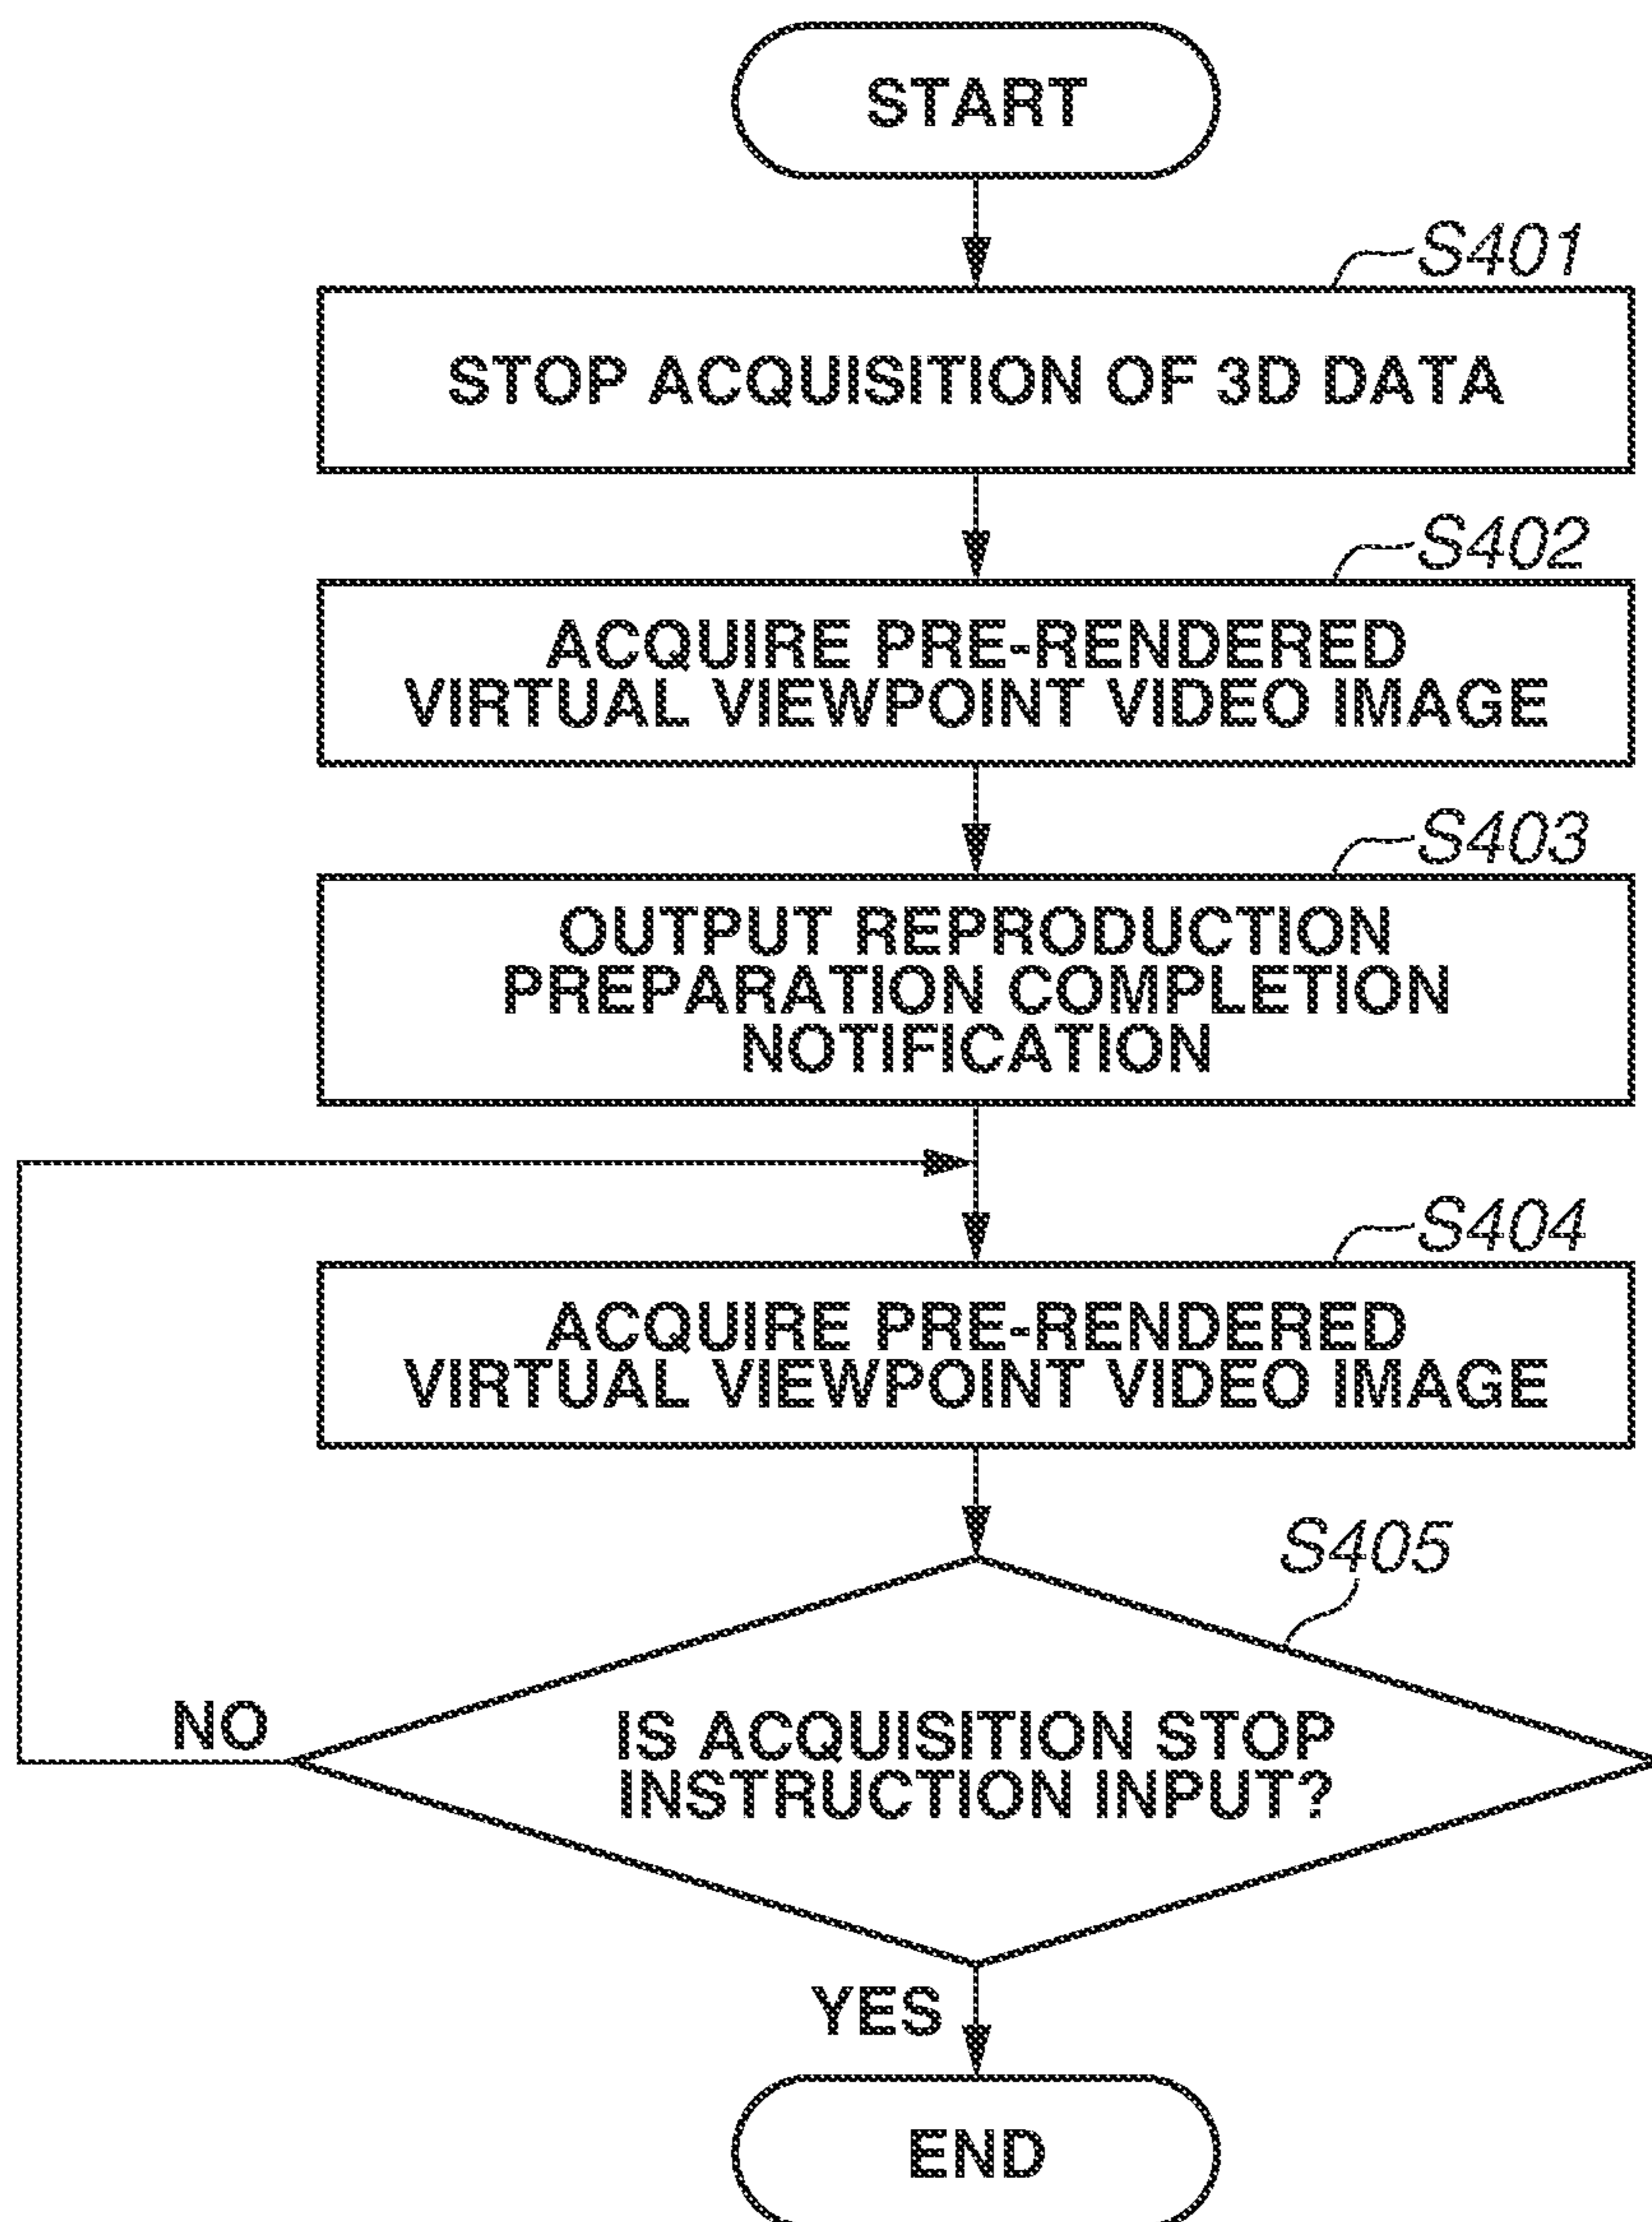 START
S401
STOP ACQUISITION OF 3D DATA
S402
ACQUIRE PRE-RENDERED
VIRTUAL VIEWPOINT VIDEO IMAGE
S403
OUTPUT REPRODUCTION
PREPARATION COMPLETION
NOTIFICATION
S404
ACQUIRE PRE-RENDERED
VIRTUAL VIEWPOINT VIDEO IMAGE
S405
NO
IS ACQUISITION STOP
INSTRUCTION INPUT?
YES
END